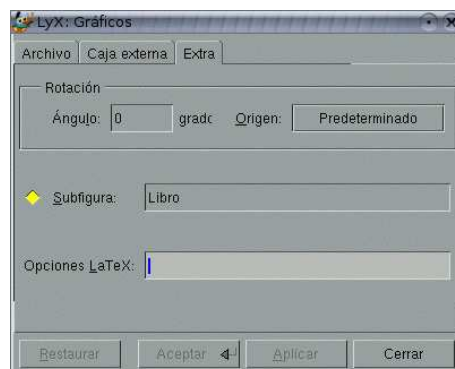 LyX: Gráficos
Archivo Caja externa Extra
Rotación
Ángulo: 0 gradc Origen: Predeterminado
Subfigura: Libro
Opciones LaTeX:
Restaurar Aceptar Aplicar Cerrar